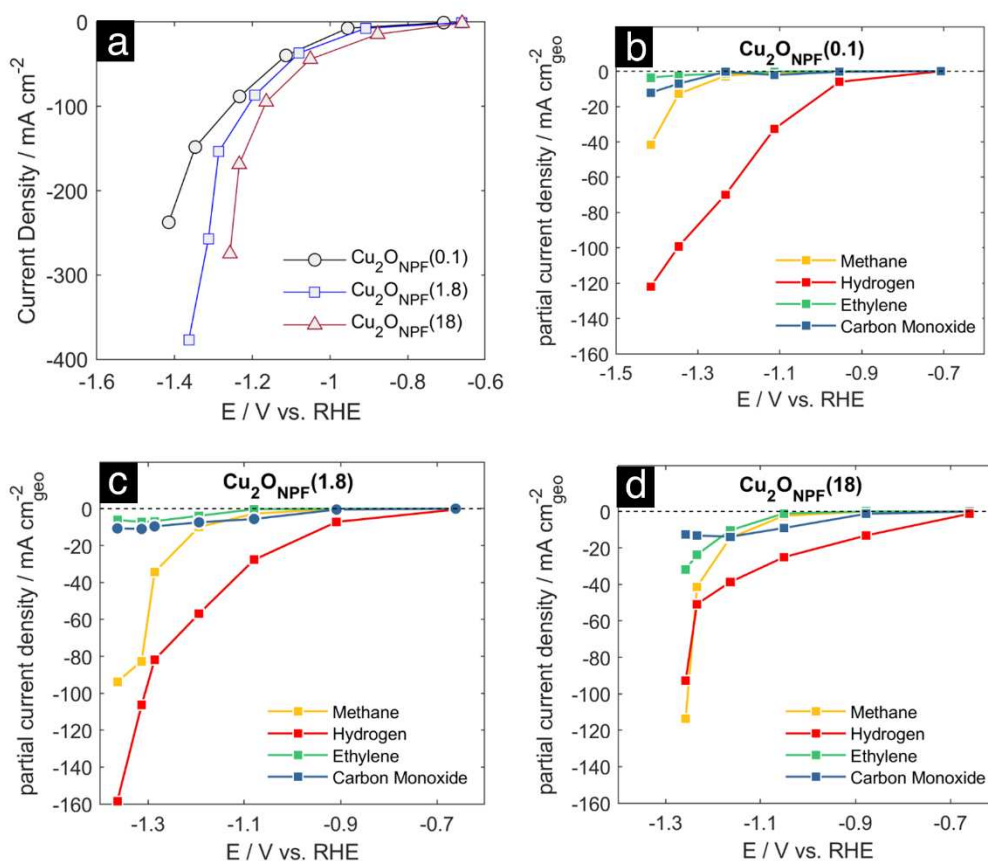 a
Current Density / mA cm-2
0
-100
-200
-300
-400
-1.6
-1.4
-1.2
-1
-0.8
-0.6
E / V vs. RHE
Cu2ONPF(0.1)
Cu2ONPF(1.8)
Cu2ONPF(18)
b
Cu2ONPF(0.1)
partial current density / mA cm-2geo
0
-20
-40
-60
-80
-100
-120
-140
-160
-1.5
-1.3
-1.1
-0.9
-0.7
E / V vs. RHE
Methane
Hydrogen
Ethylene
Carbon Monoxide
c
Cu2ONPF(1.8)
partial current density / mA cm-2geo
0
-20
-40
-60
-80
-100
-120
-140
-160
-1.3
-1.1
-0.9
-0.7
E / V vs. RHE
Methane
Hydrogen
Ethylene
Carbon Monoxide
d
Cu2ONPF(18)
partial current density / mA cm-2geo
0
-20
-40
-60
-80
-100
-120
-140
-160
-1.3
-1.1
-0.9
-0.7
E / V vs. RHE
Methane
Hydrogen
Ethylene
Carbon Monoxide